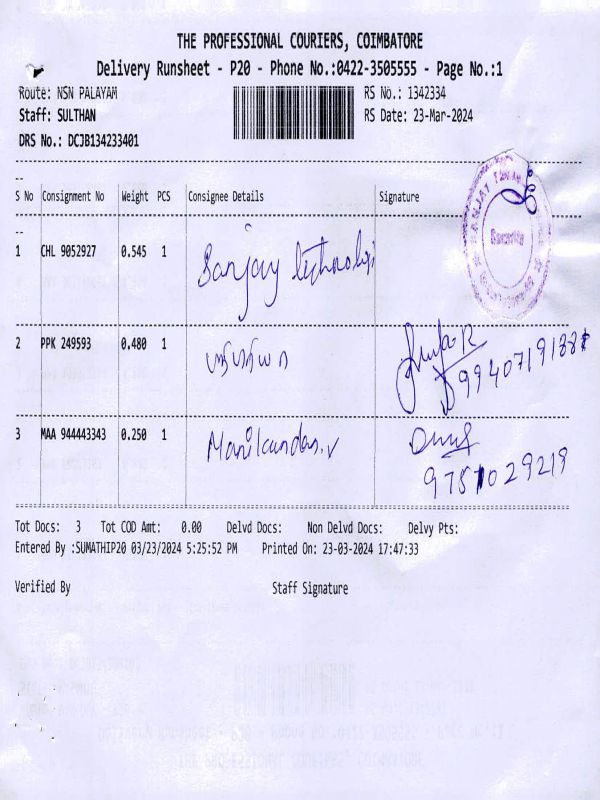 THE PROFESSIONAL COURIERS, COIMBATORE
Delivery Runsheet - P20 - Phone No.:0422-3505555 - Page No.:1
Route: NSN PALAYAM RS No.: 1342334
Staff: SULTHAN RS Date: 23-Mar-2024
DRS No.: DCJB134233401
S No Consignment No Weight PCS Consignee Details Signature
1 CHL 9052927 0.545 1 Sanjay
2 PPK 249593 0.480 1
3 MAA 944443343 0.250 1 Manikandan.v
9751029219
Tot Docs: 3 Tot COD Amt: 0.00 Delvd Docs: Non Delvd Docs: Delvy Pts:
Entered By :SUMATHIP20 03/23/2024 5:25:52 PM Printed On: 23-03-2024 17:47:33
Verified By Staff Signature